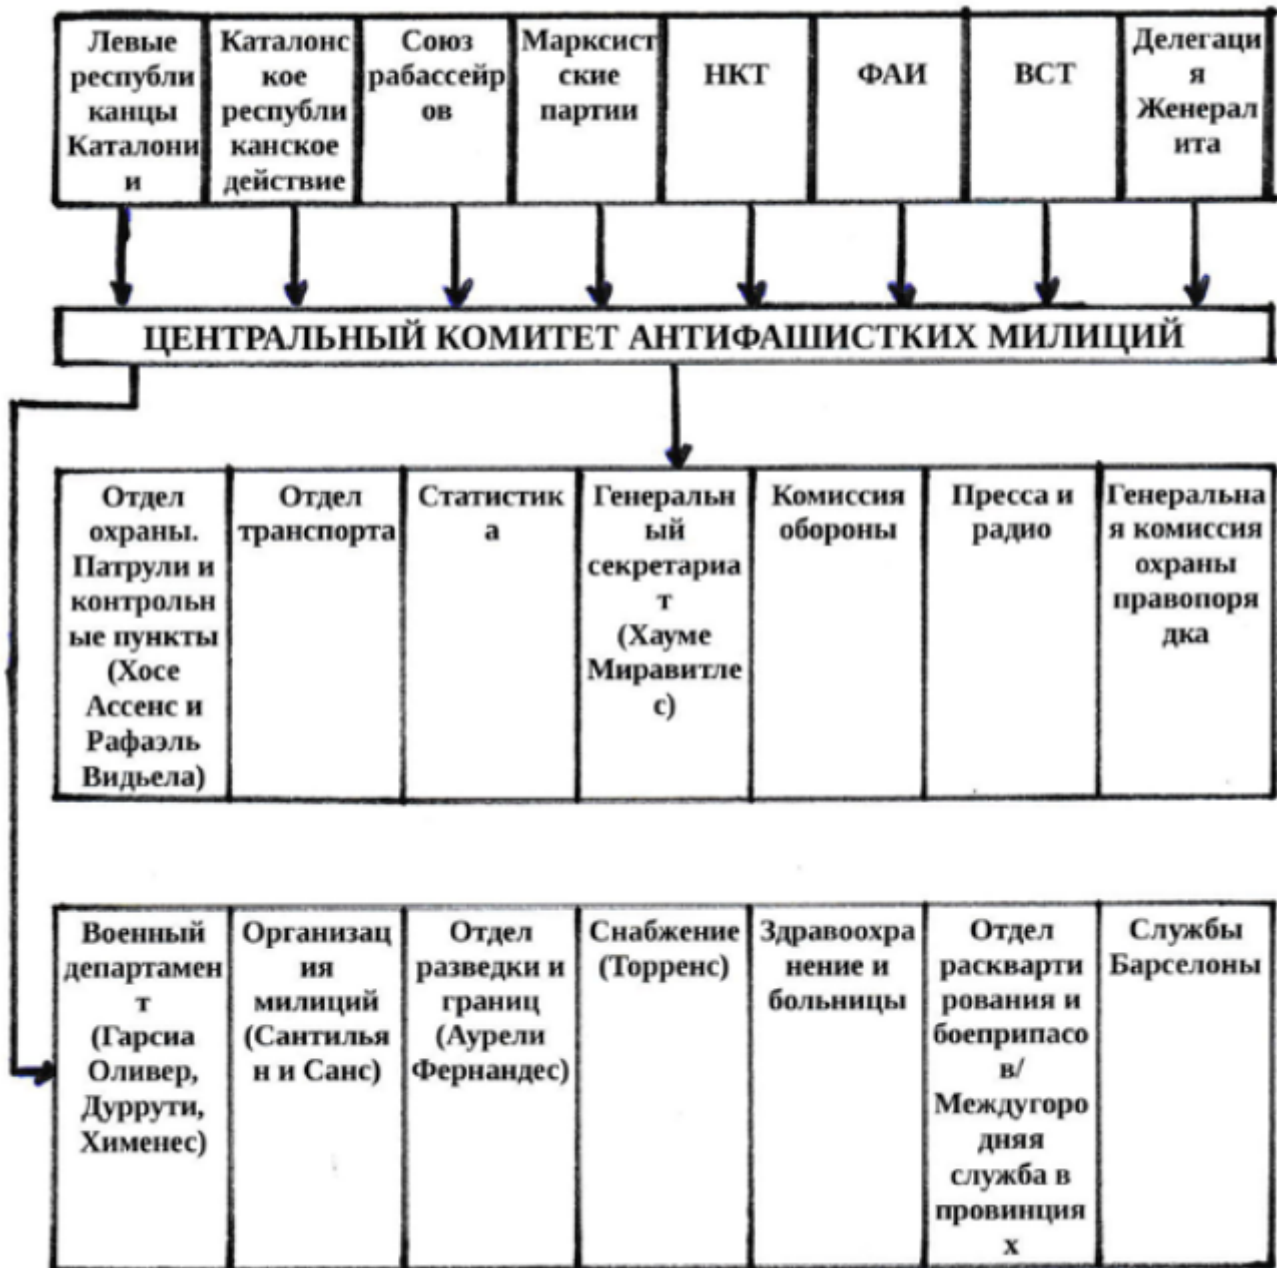 Левые
республи
канцы
Каталони
и
Каталонс
кое
республи
канское
действие
Союз
рабассейр
ов
Марксист
ские
партии
НКТ
ФАИ
ВСТ
Делегаци
я
Женерал
ита
ЦЕНТРАЛЬНЫЙ КОМИТЕТ АНТИФАШИСТКИХ МИЛИЦИЙ
Отдел
охраны.
Патрули и
контрольн
ые пункты
(Хосе
Ассенс и
Рафаэль
Видьела)
Отдел
транспорта
Статистик
а
Генеральн
ый
секретариа
т
(Хауме
Миравитле
с)
Комиссия
обороны
Пресса и
радио
Генеральна
я комиссия
охраны
правопоря
дка
Военный
департамен
т
(Гарсиа
Оливер,
Дуррути,
Хименес)
Организац
ия
милиций
(Сантилья
н и Санс)
Отдел
разведки и
границ
(Аурели
Фернандес)
Снабжение
(Торренс)
Здравоохра
нение и
больницы
Отдел
расквартi
рования и
боеприпасо
в/
Междугоро
дняя
служба в
провинция
х
Службы
Барселоны